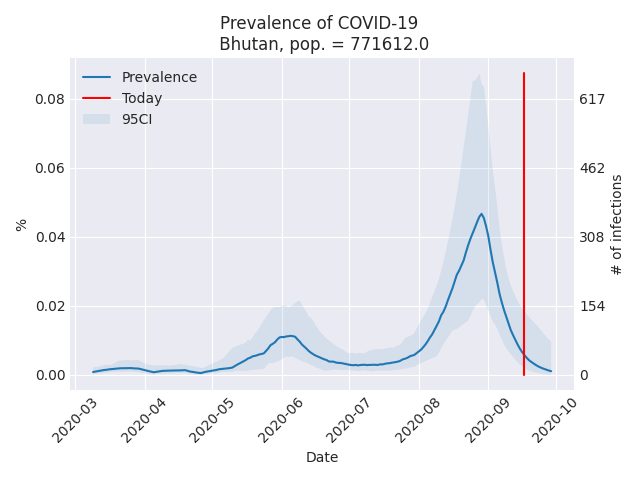 Prevalence of COVID-19
Bhutan, pop. = 771612.0
Prevalence
Today
95CI
0.08
0.06
0.04
0.02
0.00
%
617
462
308
154
0
# of infections
2020-03
2020-04
2020-05
2020-06
2020-07
2020-08
2020-09
2020-10
Date